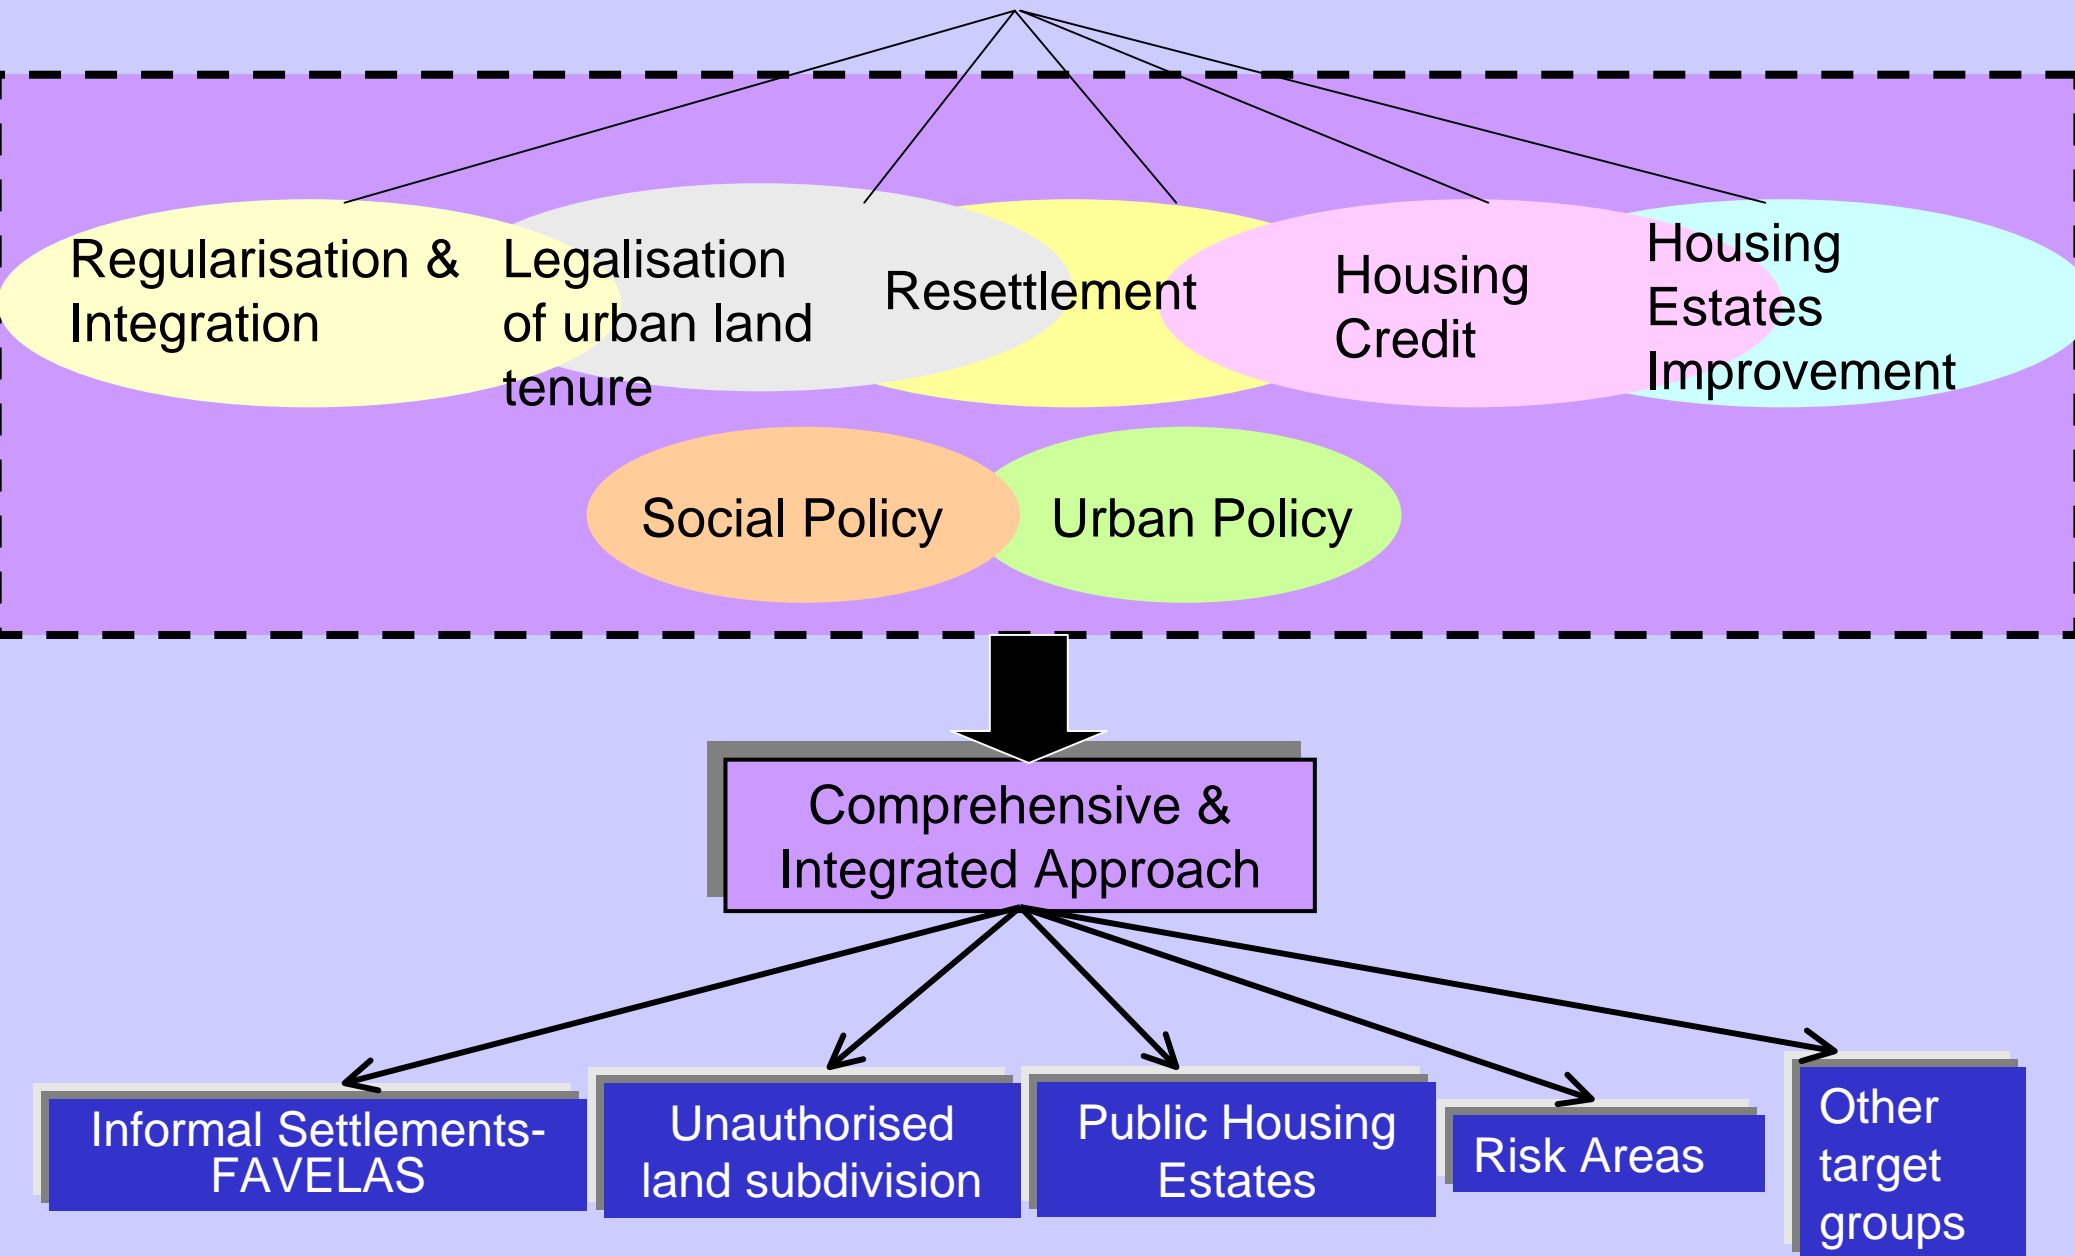 Regularisation &
Integration
Legalisation
of urban land
tenure
Resettlement
Housing
Credit
Housing
Estates
Improvement
Social Policy
Urban Policy
Comprehensive &
Integrated Approach
Informal Settlements-
FAVELAS
Unauthorised
land subdivision
Public Housing
Estates
Risk Areas
Other
target
groups